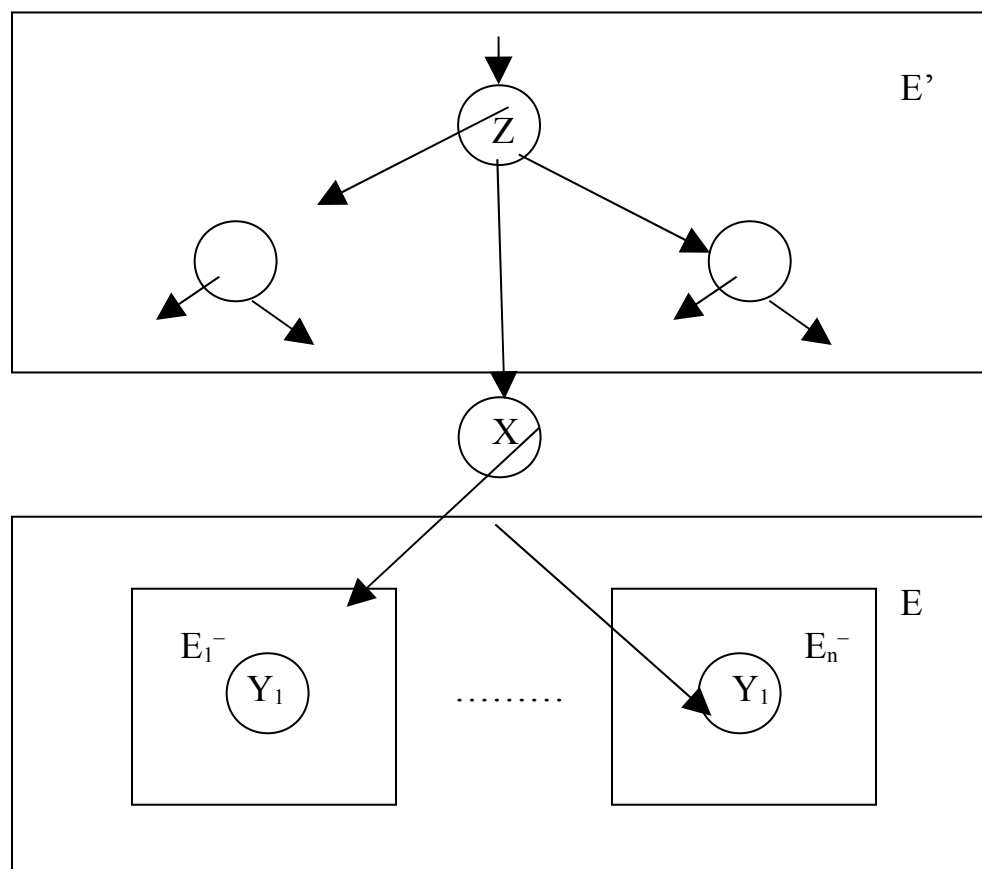 E’
Z
X
E
E₁⁻
Eₙ⁻
Y₁
.........
Y₁